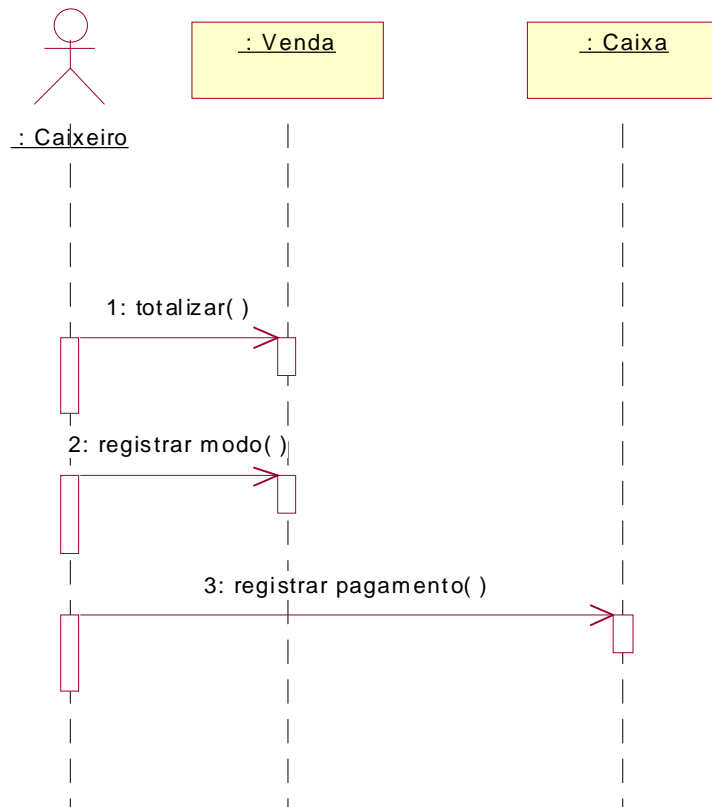 : Venda
: Caixa
: Caixeiro
1: totalizar( )
2: registrar modo( )
3: registrar pagamento( )